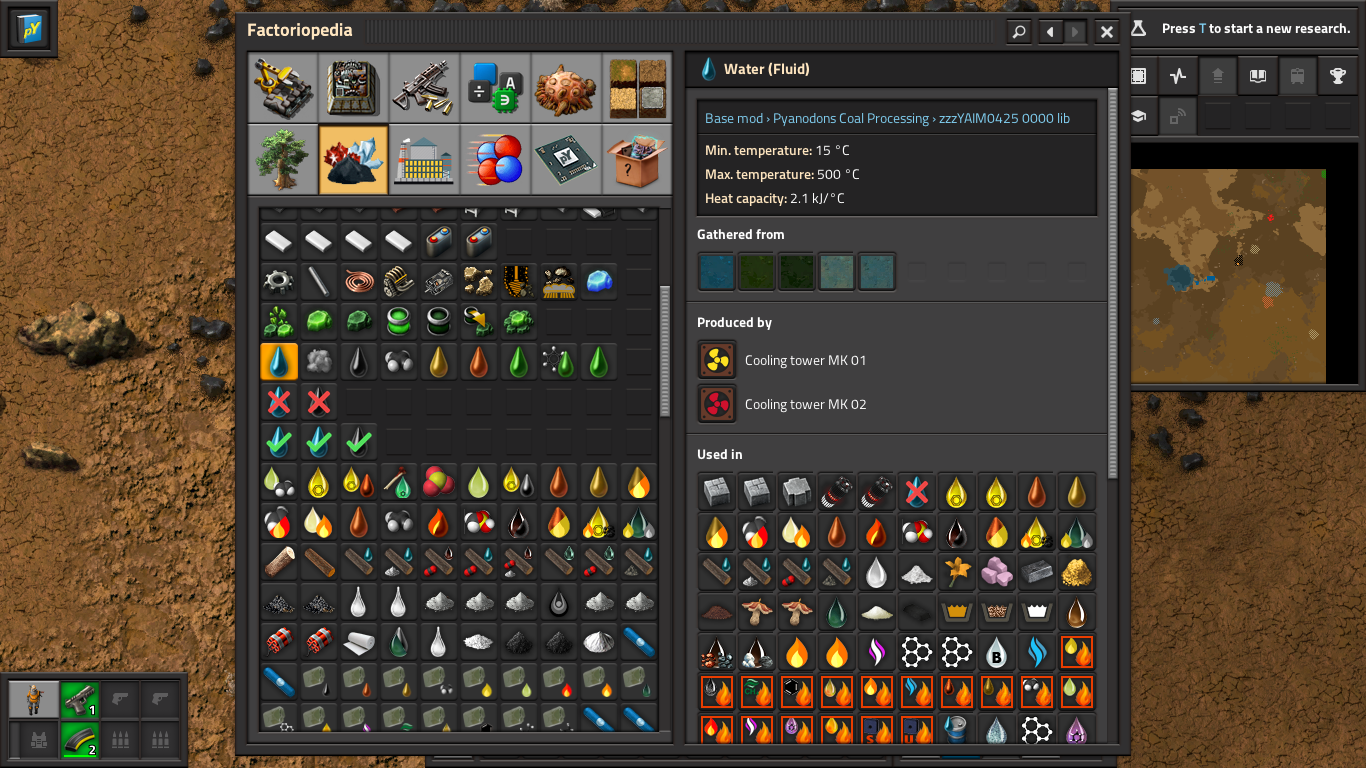 pY
Factoriopedia
Press T to start a new research.
A
pY
?
Water (Fluid)
Base mod › Pyanodons Coal Processing › zzzYAIM0425 0000 lib
Min. temperature: 15 °C
Max. temperature: 500 °C
Heat capacity: 2.1 kJ/°C
Gathered from
Produced by
Cooling tower MK 01
Cooling tower MK 02
Used in
B
1
2